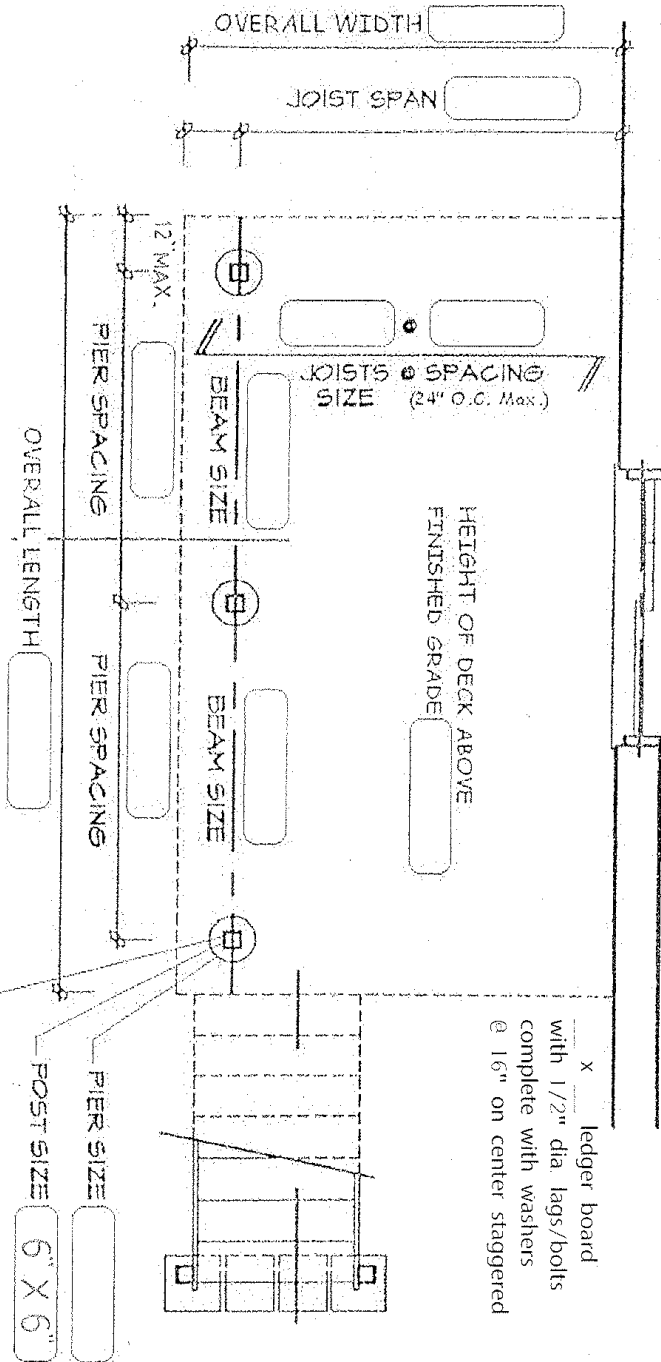 OVERALL WIDTH
JOIST SPAN
12" MAX.
PIER SPACING
BEAM SIZE
@
JOISTS @ SPACING
SIZE (24" O.C. Max.)
HEIGHT OF DECK ABOVE
FINISHED GRADE
OVERALL LENGTH
PIER SPACING
BEAM SIZE
x ledger board
with 1/2" dia lags/bolts
complete with washers
@ 16" on center staggered
PIER SIZE
POST SIZE 6" X 6"